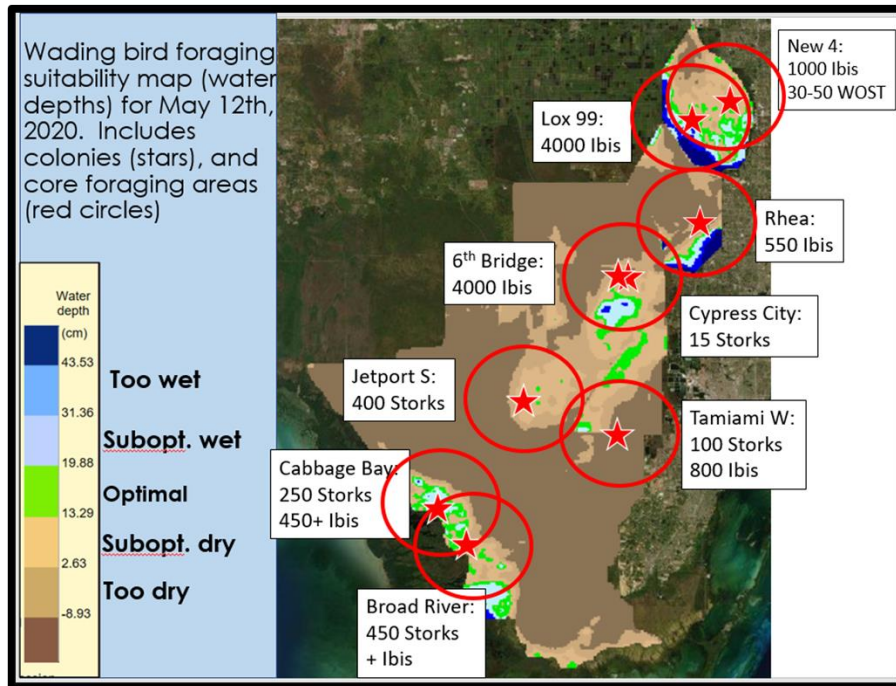 Wading bird foraging
suitability map (water
depths) for May 12th,
2020. Includes
colonies (stars), and
core foraging areas
(red circles)
Water
depth
(cm)
43.53
31.36
19.88
13.29
2.63
-8.93
Too wet
Subopt. wet
Optimal
Subopt. dry
Too dry
New 4:
1000 Ibis
30-50 WOST
Lox 99:
4000 Ibis
Rhea:
550 Ibis
6th Bridge:
4000 Ibis
Cypress City:
15 Storks
Jetport S:
400 Storks
Tamiami W:
100 Storks
800 Ibis
Cabbage Bay:
250 Storks
450+ Ibis
Broad River:
450 Storks
+ Ibis